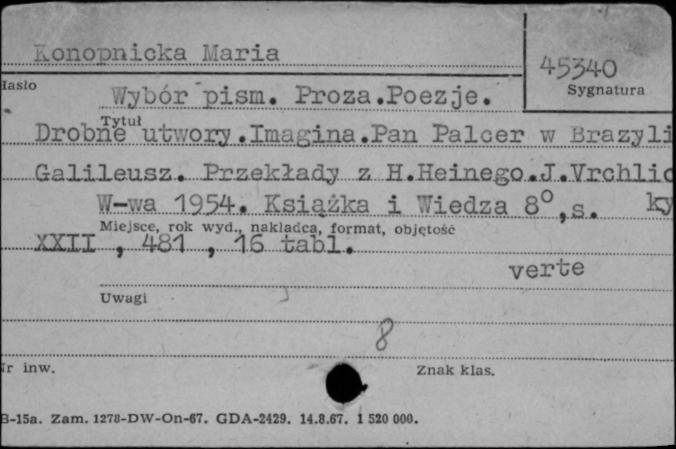 Konopnicka Maria
45340
Hasło
Sygnatura
Wybór pism. Proza.Poezje.
Tytuł
Drobne utwory.Imagina.Pan Palcer w Brazyli
Galileusz. Przekłady z H.Heinego.J.Vrchlic
ky
W-wa 1954. Książka i Wiedza 8°,s.
Miejsce, rok wyd., nakładca, format, objętość
XXII , 481 , 16 tabl.
verte
Uwagi
8
Nr inw.
Znak klas.
B-15a. Zam. 1278-DW-On-67. GDA-2429. 14.8.67. 1 520 000.